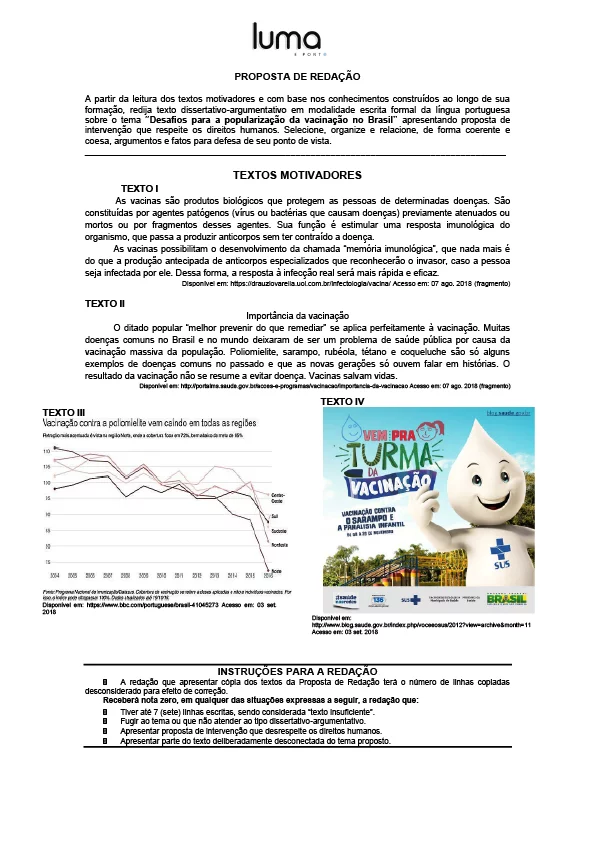 luma
E PONTO
PROPOSTA DE REDAÇÃO
A partir da leitura dos textos motivadores e com base nos conhecimentos construídos ao longo de sua
formação, redija texto dissertativo-argumentativo em modalidade escrita formal da língua portuguesa
sobre o tema “Desafios para a popularização da vacinação no Brasil” apresentando proposta de
intervenção que respeite os direitos humanos. Selecione, organize e relacione, de forma coerente e
coesa, argumentos e fatos para defesa de seu ponto de vista.
TEXTOS MOTIVADORES
TEXTO I
As vacinas são produtos biológicos que protegem as pessoas de determinadas doenças. São
constituídas por agentes patógenos (vírus ou bactérias que causam doenças) previamente atenuados ou
mortos ou por fragmentos desses agentes. Sua função é estimular uma resposta imunológica do
organismo, que passa a produzir anticorpos sem ter contraído a doença.
As vacinas possibilitam o desenvolvimento da chamada “memória imunológica”, que nada mais é
do que a produção antecipada de anticorpos especializados que reconhecerão o invasor, caso a pessoa
seja infectada por ele. Dessa forma, a resposta à infecção real será mais rápida e eficaz.
Disponível em: https://drauziovarella.uol.com.br/infectologia/vacina/ Acesso em: 07 ago. 2018 (fragmento)
TEXTO II
Importância da vacinação
O ditado popular “melhor prevenir do que remediar” se aplica perfeitamente à vacinação. Muitas
doenças comuns no Brasil e no mundo deixaram de ser um problema de saúde pública por causa da
vacinação massiva da população. Poliomielite, sarampo, rubéola, tétano e coqueluche são só alguns
exemplos de doenças comuns no passado e que as novas gerações só ouvem falar em histórias. O
resultado da vacinação não se resume a evitar doença. Vacinas salvam vidas.
Disponível em: http://portalms.saude.gov.br/acoes-e-programas/vacinacao/importancia-da-vacinacao Acesso em: 07 ago. 2018 (fragmento)
TEXTO III
Vacinação contra a poliomielite vem caindo em todas as regiões
110
105
95
Centro-
Oeste
Sul
Sudeste
Nordeste
Norte
2004 2005 2006 2007 2008 2009 2010 2011 2012 2013 2014 2015 2016
Disponível em: https://www.bbc.com/portuguese/brasil-41045273 Acesso em: 03 set.
2018
TEXTO IV
blog.saude.gov.br
VEM PRA
TURMA
DA
VACINAÇÃO
VACINAÇÃO CONTRA
O SARAMPO E
A PARALISIA INFANTIL
SUS
136
SUS
BRASIL
Disponível em:
http://www.blog.saude.gov.br/index.php/voceeosus/2012?view=archive&month=11
Acesso em: 03 set. 2018
INSTRUÇÕES PARA A REDAÇÃO
A redação que apresentar cópia dos textos da Proposta de Redação terá o número de linhas copiadas
desconsiderado para efeito de correção.
Receberá nota zero, em qualquer das situações expressas a seguir, a redação que:
Tiver até 7 (sete) linhas escritas, sendo considerada “texto insuficiente”.
Fugir ao tema ou que não atender ao tipo dissertativo-argumentativo.
Apresentar proposta de intervenção que desrespeite os direitos humanos.
Apresentar parte do texto deliberadamente desconectada do tema proposto.